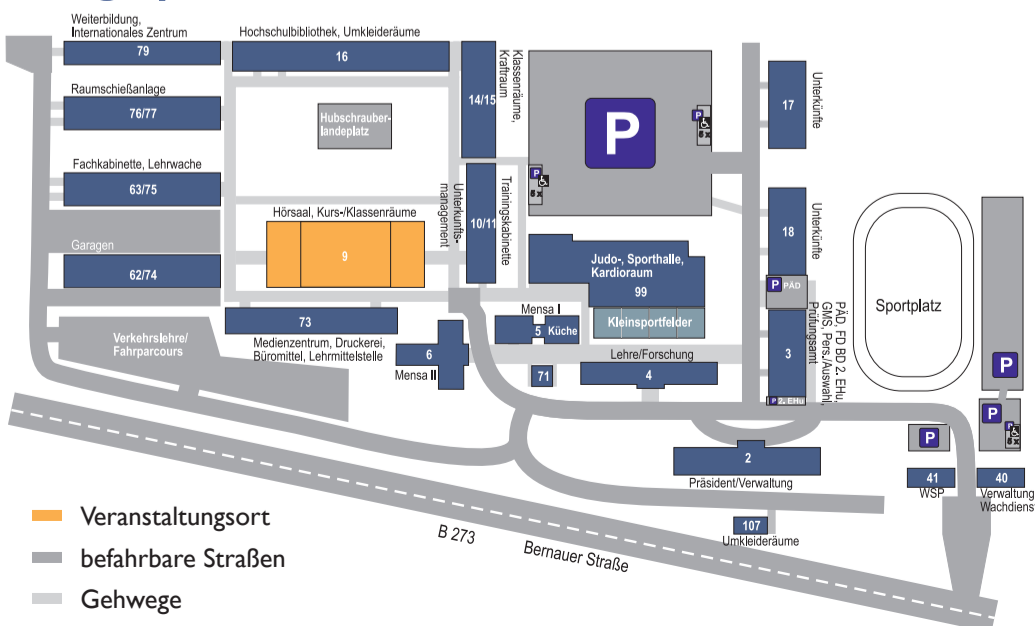 Weiterbildung,
Internationales Zentrum
79
Hochschulbibliothek, Umkleideräume
16
14/15
Klassenräume,
Kraftraum
P
P
5 x
P
5 x
17
Unterkünfte
Raumschießanlage
76/77
Hubschrauber-
landeplatz
Fachkabinette, Lehrwache
63/75
Unterkunfts-
management
10/11
Trainingskabinette
18
Unterkünfte
Hörsaal, Kurs-/Klassenräume
9
Garagen
62/74
Judo-, Sporthalle,
Kardioraum
99
Kleinsportfelder
P PÄD
PÄD, FD BD 2. EHu,
GMS, Pers./Auswahl,
Prüfungsamt
3
P 2. EHu
Sportplatz
P
73
Medienzentrum, Druckerei,
Büromittel, Lehrmittelstelle
Verkehrslehre/
Fahrparcours
Mensa I
5 Küche
6
Mensa II
71
Lehre/Forschung
4
P
P
P
5 x
2
Präsident/Verwaltung
41
WSP
40
Verwaltung
Wachdienst
107
Umkleideräume
B 273
Bernauer Straße
Veranstaltungsort
befahrbare Straßen
Gehwege